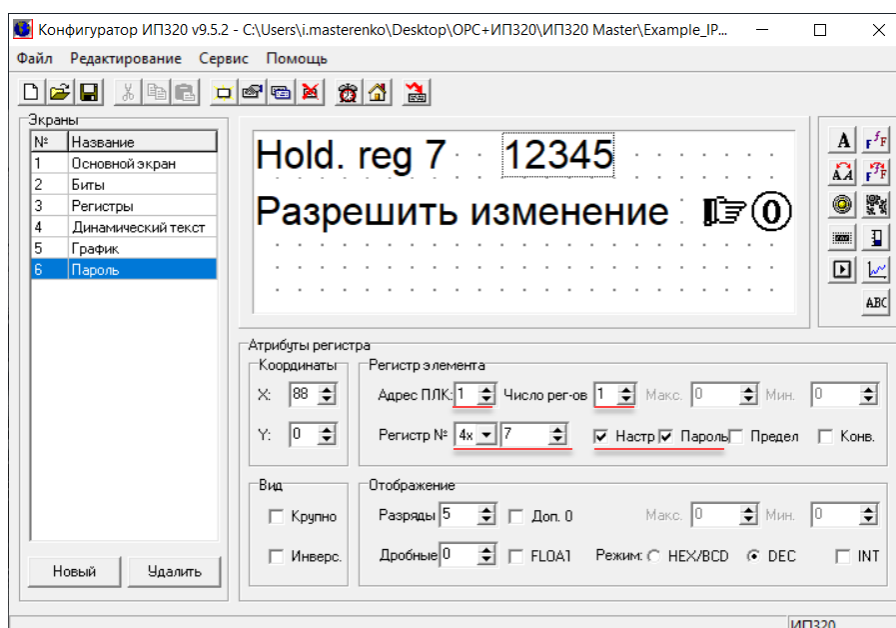 Конфигуратор ИП320 v9.5.2 - C:\Users\i.masterenko\Desktop\OPC+ИП320\ИП320 Master\Example_IP...
Файл Редактирование Сервис Помощь
Экраны
№ Название
1 Основной экран
2 Биты
3 Регистры
4 Динамический текст
5 График
6 Пароль
Новый Удалить
Hold. reg 7 12345
Разрешить изменение 0
A F f F
A A F F
ABC
Атрибуты регистра
Координаты
X: 88
Y: 0
Регистр элемента
Адрес ПЛК: 1 Число рег-ов 1 Макс. 0 Мин. 0
Регистр № 4x 7 Настр Пароль Предел Конв.
Вид
Крупно
Инверс.
Отображение
Разряды 5 Доп. 0 Макс. 0 Мин. 0
Дробные 0 FLOA1 Режим: HEX/BCD DEC INT
ИП320